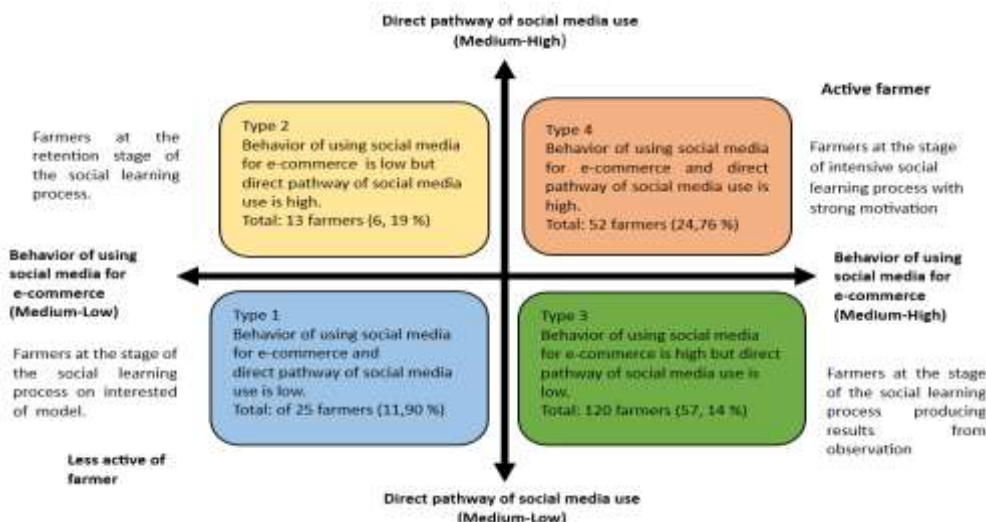 Direct pathway of social media use
(Medium-High)
Active farmer
Farmers at the
retention stage of
the social learning
process.
Type 2
Behavior of using social media
for e-commerce is low but
direct pathway of social media
use is high.
Total: 13 farmers (6, 19 %)
Type 4
Behavior of using social media
for e-commerce and direct
pathway of social media use is
high.
Total: 52 farmers (24,76 %)
Farmers at the stage
of intensive social
learning process with
strong motivation
Behavior of using
social media for
e-commerce
(Medium-Low)
Behavior of using
social media for
e-commerce
(Medium-High)
Farmers at the stage of
the social learning
process on interested
of model.
Type 1
Behavior of using social media
for e-commerce and
direct pathway of social media
use is low.
Total: of 25 farmers (11,90 %)
Type 3
Behavior of using social media
for e-commerce is high but direct
pathway of social media use is
low.
Total: 120 farmers (57, 14 %)
Farmers at the stage
of the social learning
process producing
results from
observation
Less active of
farmer
Direct pathway of social media use
(Medium-Low)